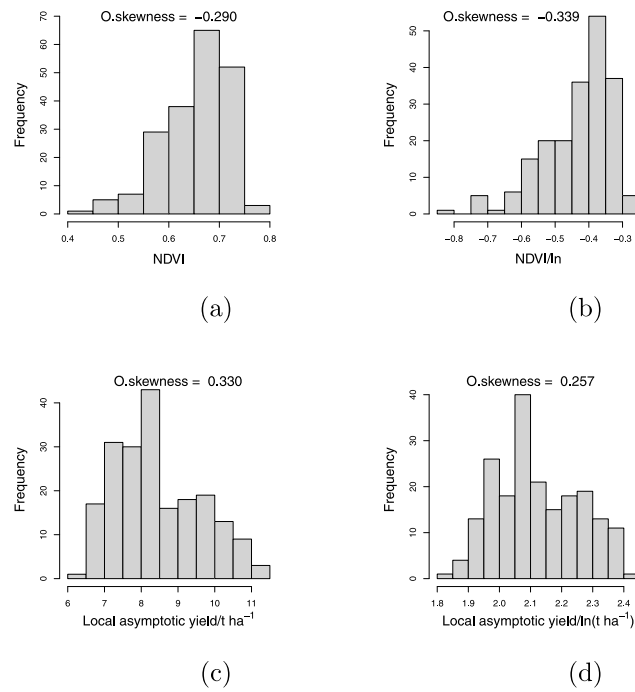 O.skewness = −0.290
Frequency
0 10 20 30 40 50 60 70
0.4 0.5 0.6 0.7 0.8
NDVI
(a)
O.skewness = −0.339
Frequency
0 10 20 30 40 50
−0.8 −0.7 −0.6 −0.5 −0.4 −0.3
NDVI/ln
(b)
O.skewness = 0.330
Frequency
0 10 20 30 40
6 7 8 9 10 11
Local asymptotic yield/t ha⁻¹
(c)
O.skewness = 0.257
Frequency
0 10 20 30 40
1.8 1.9 2.0 2.1 2.2 2.3 2.4
Local asymptotic yield/ln(t ha⁻¹)
(d)